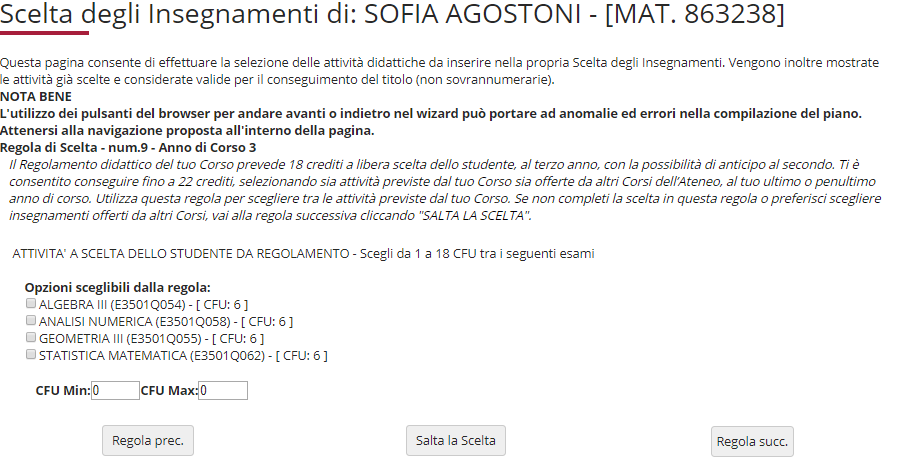 Scelta degli Insegnamenti di: SOFIA AGOSTONI - [MAT. 863238]
Questa pagina consente di effettuare la selezione delle attività didattiche da inserire nella propria Scelta degli Insegnamenti. Vengono inoltre mostrate
le attività già scelte e considerate valide per il conseguimento del titolo (non sovrannumerarie).
NOTA BENE
L'utilizzo dei pulsanti del browser per andare avanti o indietro nel wizard può portare ad anomalie ed errori nella compilazione del piano.
Attenersi alla navigazione proposta all'interno della pagina.
Regola di Scelta - num.9 - Anno di Corso 3
Il Regolamento didattico del tuo Corso prevede 18 crediti a libera scelta dello studente, al terzo anno, con la possibilità di anticipo al secondo. Ti è
consentito conseguire fino a 22 crediti, selezionando sia attività previste dal tuo Corso sia offerte da altri Corsi dell'Ateneo, al tuo ultimo o penultimo
anno di corso. Utilizza questa regola per scegliere tra le attività previste dal tuo Corso. Se non completi la scelta in questa regola o preferisci scegliere
insegnamenti offerti da altri Corsi, vai alla regola successiva cliccando "SALTA LA SCELTA".
ATTIVITA' A SCELTA DELLO STUDENTE DA REGOLAMENTO - Scegli da 1 a 18 CFU tra i seguenti esami
Opzioni sceglibili dalla regola:
ALGEBRA III (E3501Q054) - [ CFU: 6 ]
ANALISI NUMERICA (E3501Q058) - [ CFU: 6 ]
GEOMETRIA III (E3501Q055) - [ CFU: 6 ]
STATISTICA MATEMATICA (E3501Q062) - [ CFU: 6 ]
CFU Min: 0 CFU Max: 0
Regola prec. Salta la Scelta Regola succ.